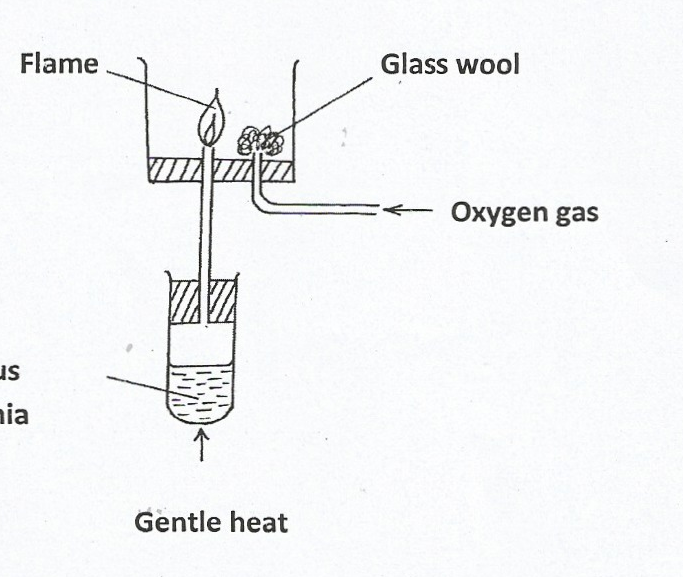 Flame
Glass wool
Oxygen gas
us
nia
Gentle heat